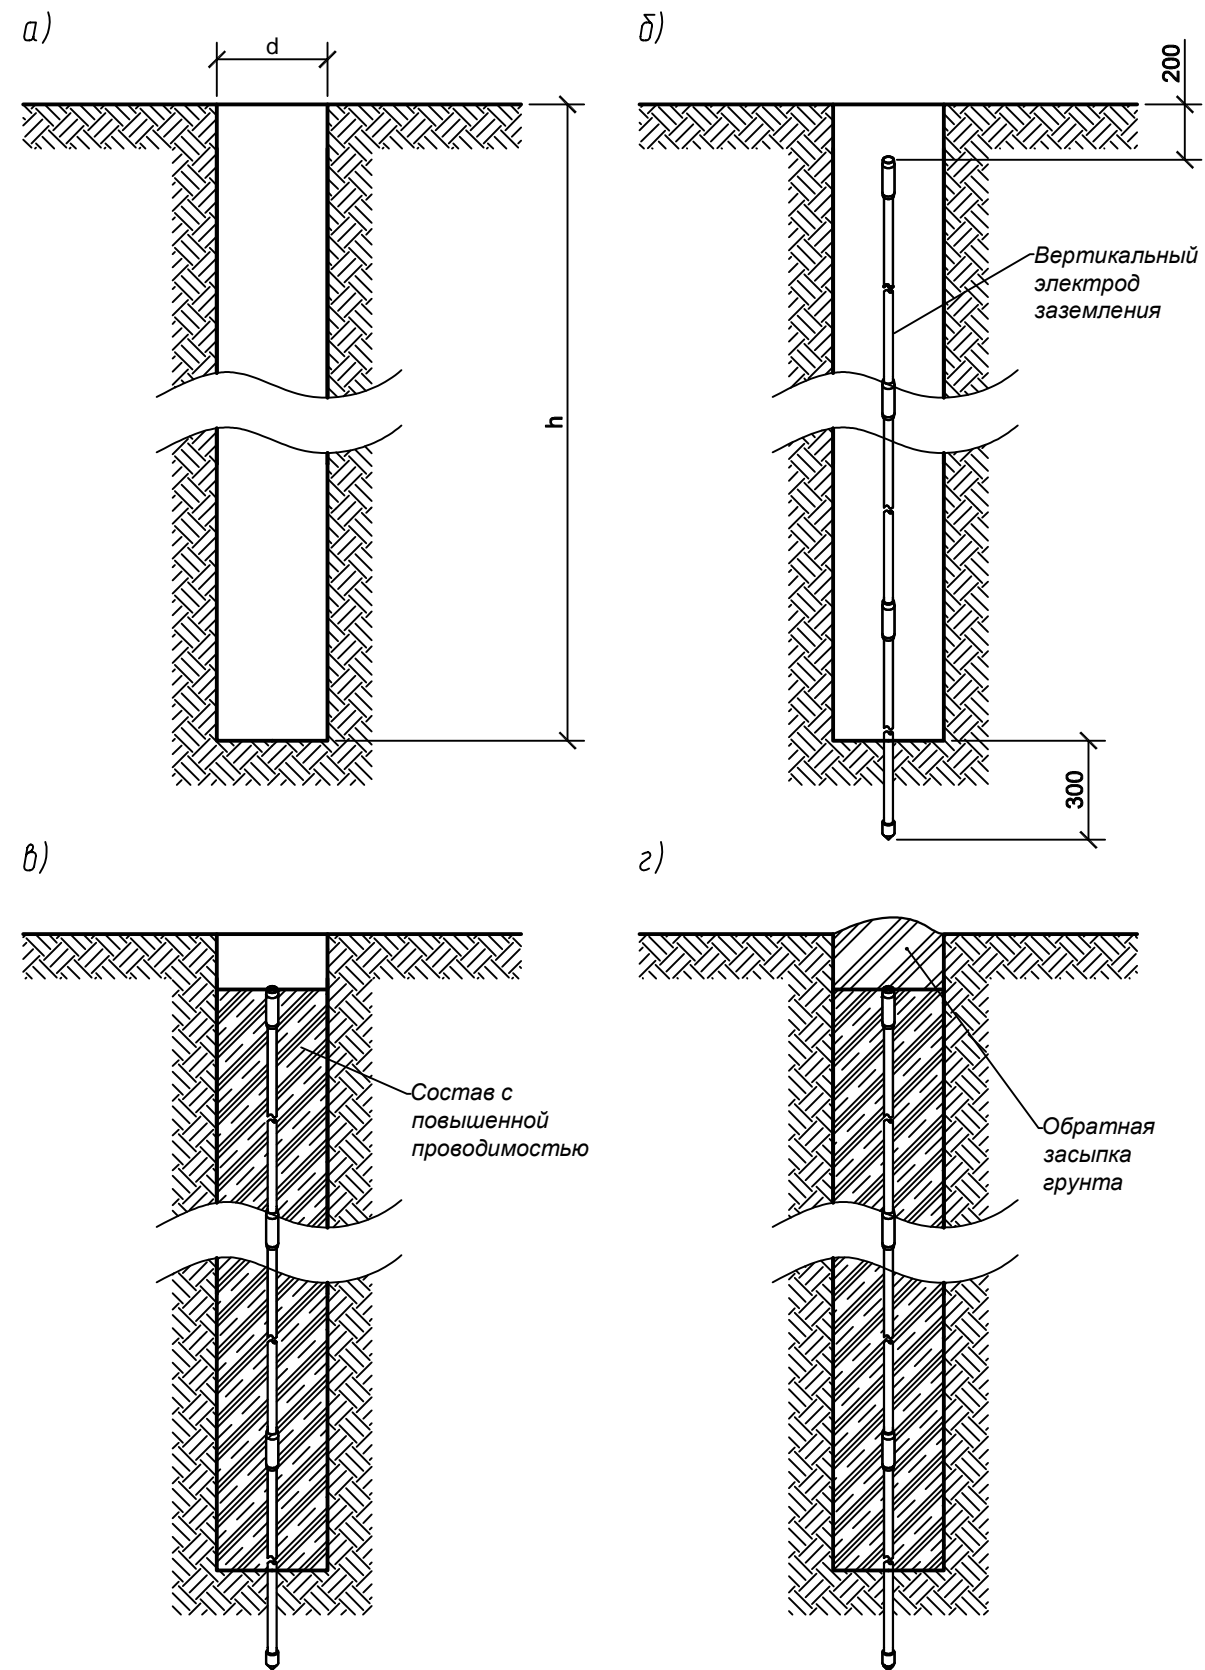 а)
d
h
б)
200
Вертикальный
электрод
заземления
300
в)
Состав с
повышенной
проводимостью
г)
Обратная
засыпка
грунта